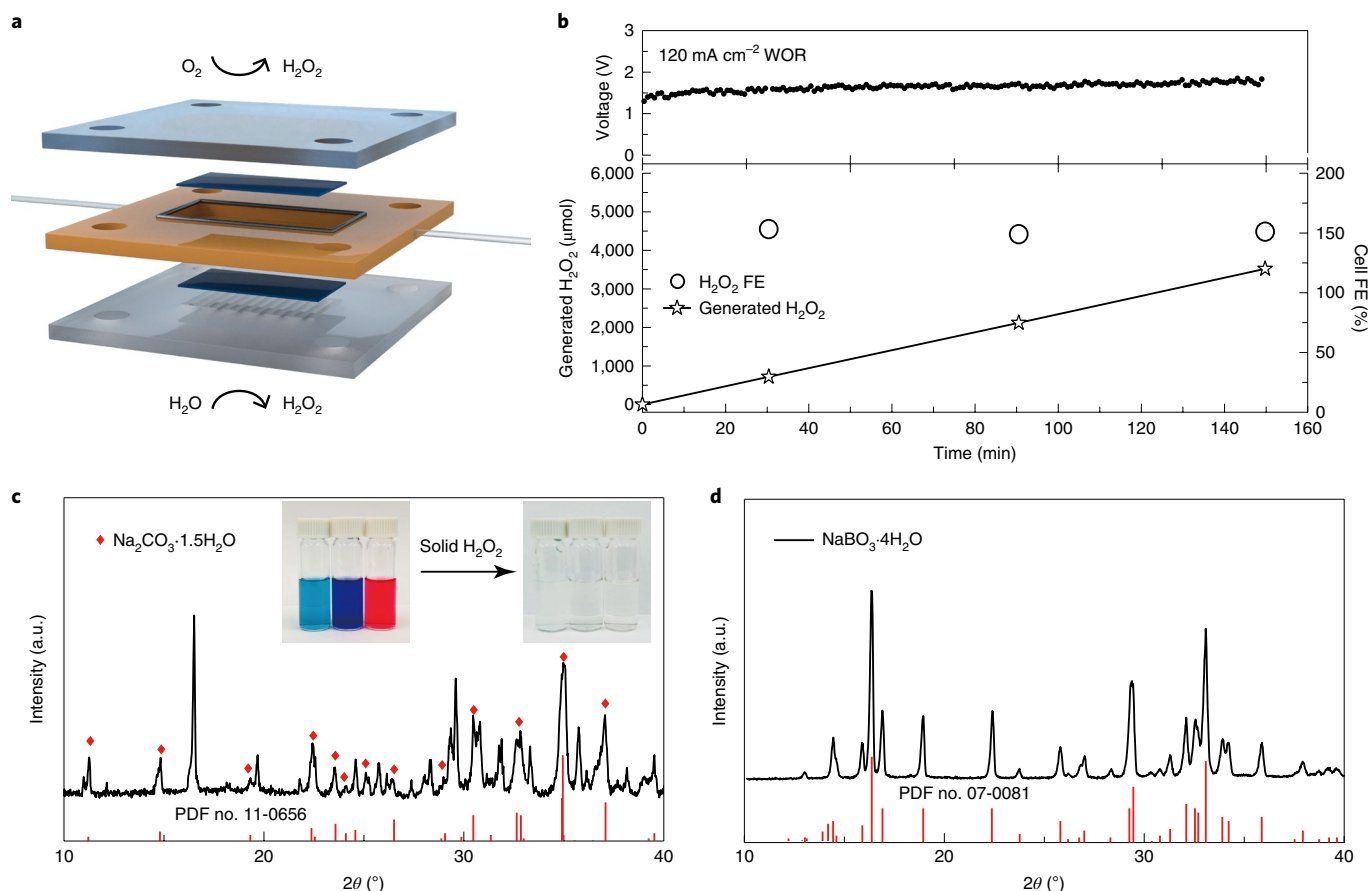 a
O₂ H₂O₂
H₂O H₂O₂
b
120 mA cm⁻² WOR
Voltage (V)
3
2
1
0
Generated H₂O₂ (μmol)
6,000
5,000
4,000
3,000
2,000
1,000
0
H₂O₂ FE
Generated H₂O₂
200
150
100
50
0
Cell FE (%)
0 20 40 60 80 100 120 140 160
Time (min)
c
Na₂CO₃·1.5H₂O
Solid H₂O₂
Intensity (a.u.)
PDF no. 11-0656
10 20 30 40
2θ (°)
d
NaBO₃·4H₂O
Intensity (a.u.)
PDF no. 07-0081
10 20 30 40
2θ (°)